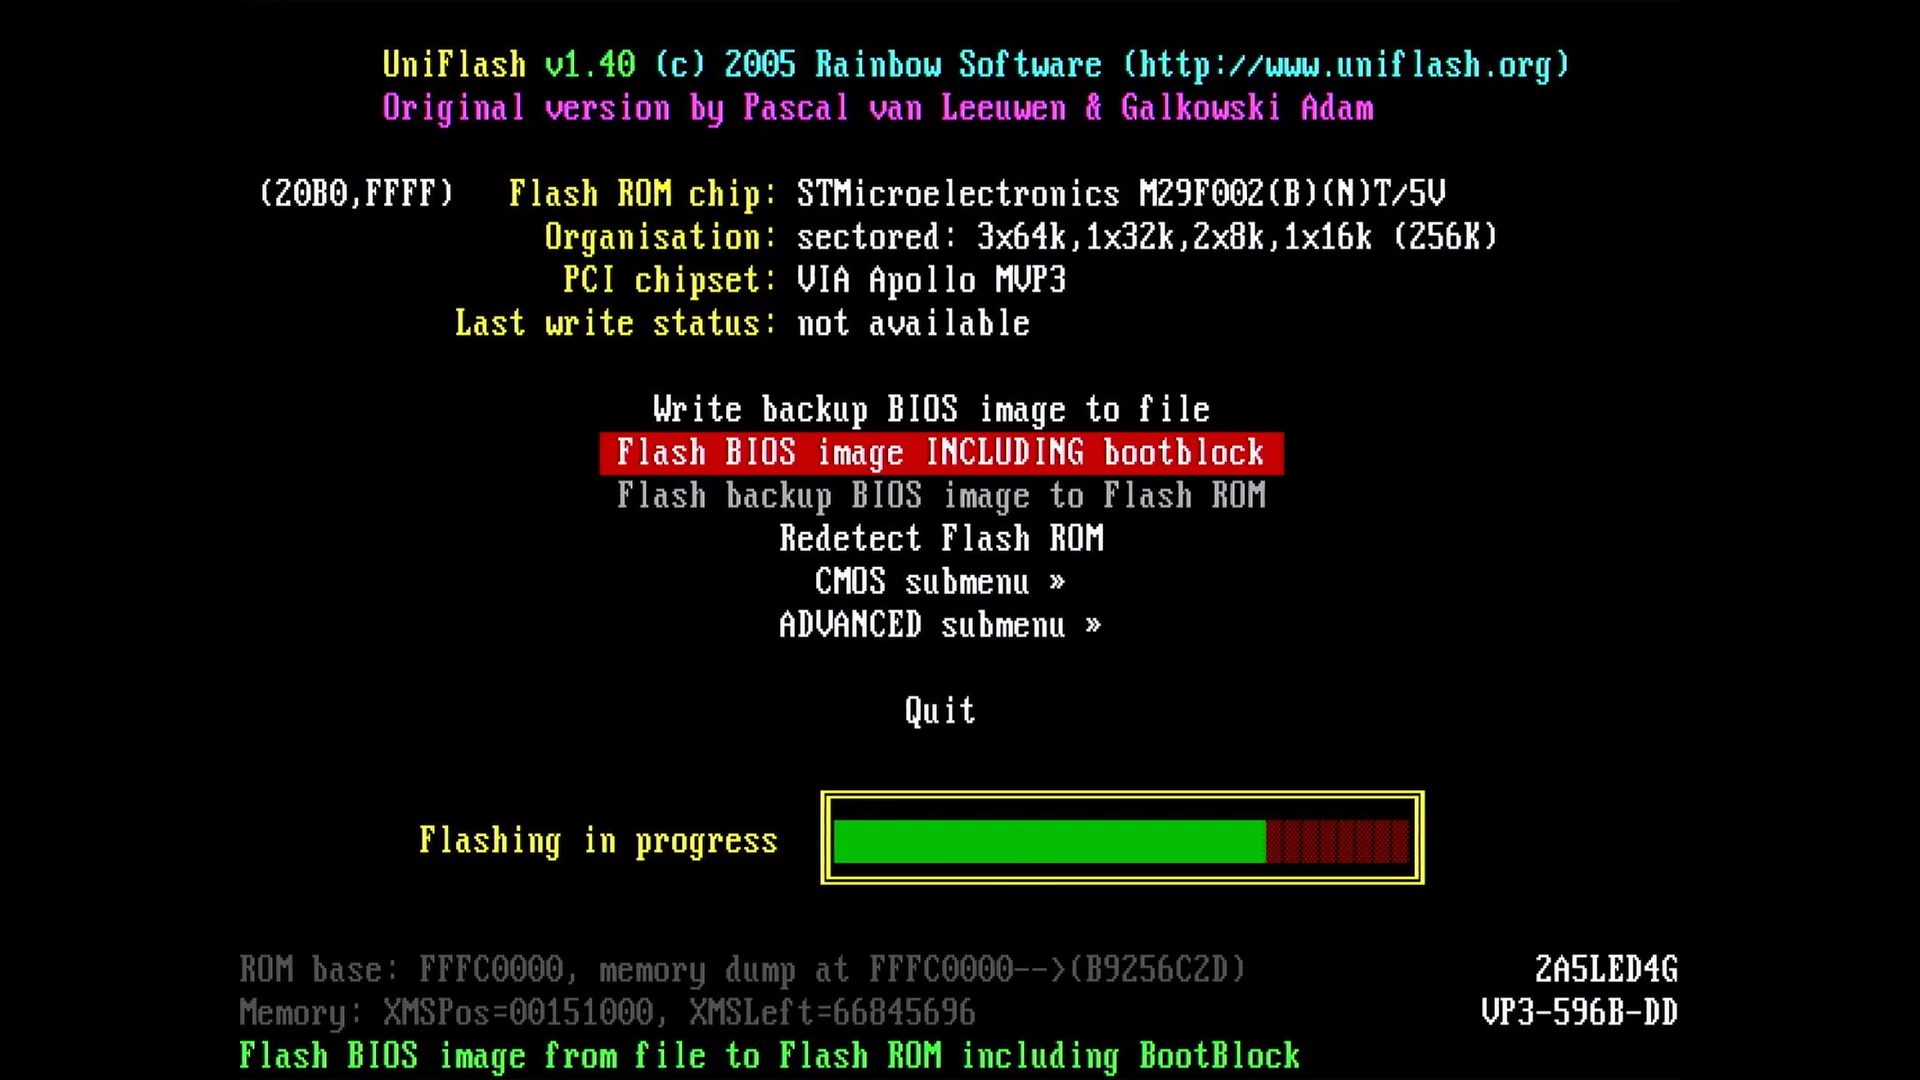 UniFlash v1.40 (c) 2005 Rainbow Software (http://www.uniflash.org)
Original version by Pascal van Leeuwen & Galkowski Adam
(20B0,FFFF) Flash ROM chip: STMicroelectronics M29F002(B)(N)T/5V
Organisation: sectored: 3x64k,1x32k,2x8k,1x16k (256K)
PCI chipset: VIA Apollo MVP3
Last write status: not available
Write backup BIOS image to file
Flash BIOS image INCLUDING bootblock
Flash backup BIOS image to Flash ROM
Redetect Flash ROM
CMOS submenu »
ADVANCED submenu »
Quit
Flashing in progress
ROM base: FFFC0000, memory dump at FFFC0000-->(B9256C2D) 2A5LED4G
Memory: XMSPos=00151000, XMSLeft=66845696 VP3-596B-DD
Flash BIOS image from file to Flash ROM including BootBlock